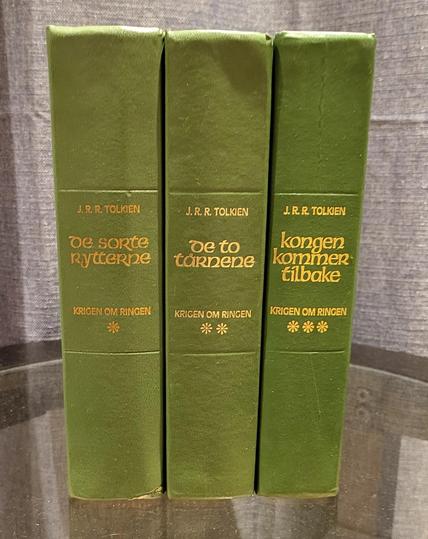 J. R. R. TOLKIEN
de sorte
rytterne
KRIGEN OM RINGEN
*
J. R. R. TOLKIEN
de to
tårnene
KRIGEN OM RINGEN
* *
J. R. R. TOLKIEN
kongen
kommer
tilbake
KRIGEN OM RINGEN
* * *